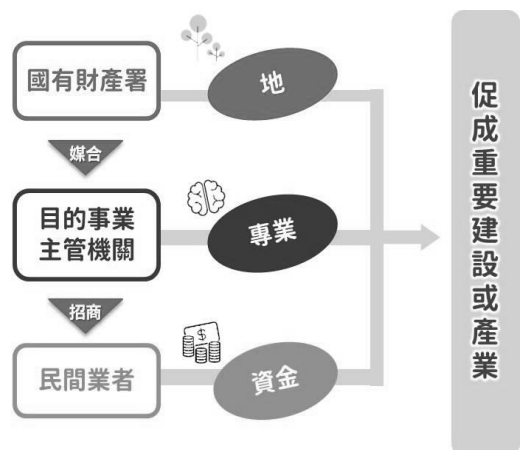 國有財產署
地
媒合
目的事業
主管機關
專業
招商
民間業者
$
資金
促成重要建設或產業